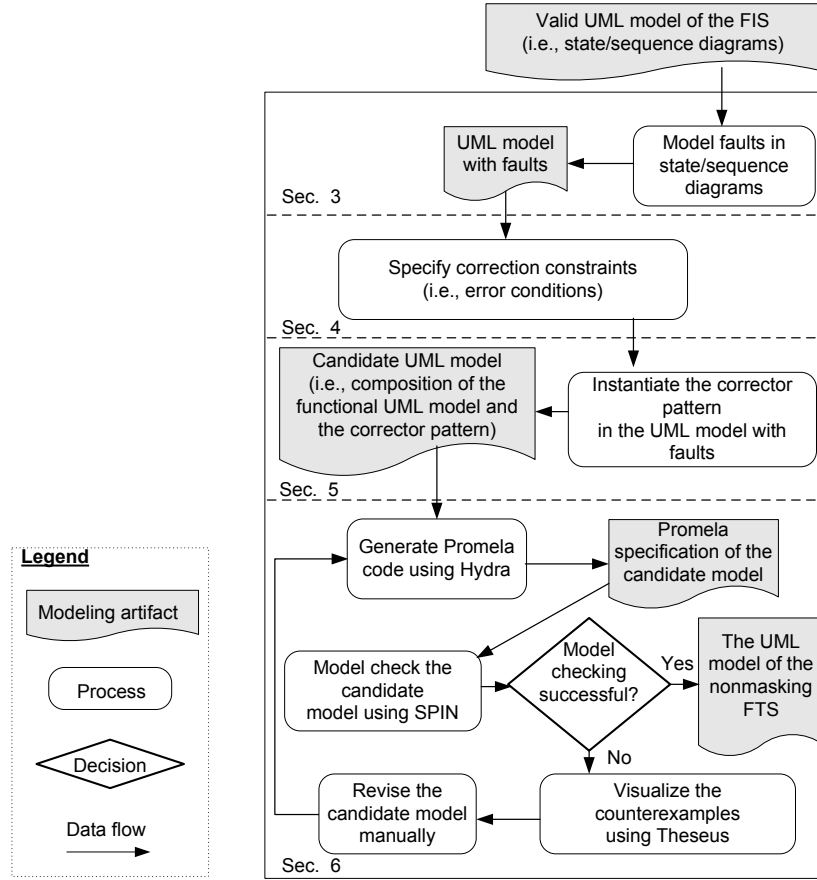 Valid UML model of the FIS
(i.e., state/sequence diagrams)
UML model
with faults
Model faults in
state/sequence
diagrams
Sec. 3
Specify correction constraints
(i.e., error conditions)
Sec. 4
Candidate UML model
(i.e., composition of the
functional UML model and
the corrector pattern)
Instantiate the corrector
pattern
in the UML model with
faults
Sec. 5
Generate Promela
code using Hydra
Promela
specification of the
candidate model
Model check the
candidate
model using SPIN
Model
checking
successful?
Yes
The UML
model of the
nonmasking
FTS
No
Revise the
candidate model
manually
Visualize the
counterexamples
using Theseus
Sec. 6
Legend
Modeling artifact
Process
Decision
Data flow